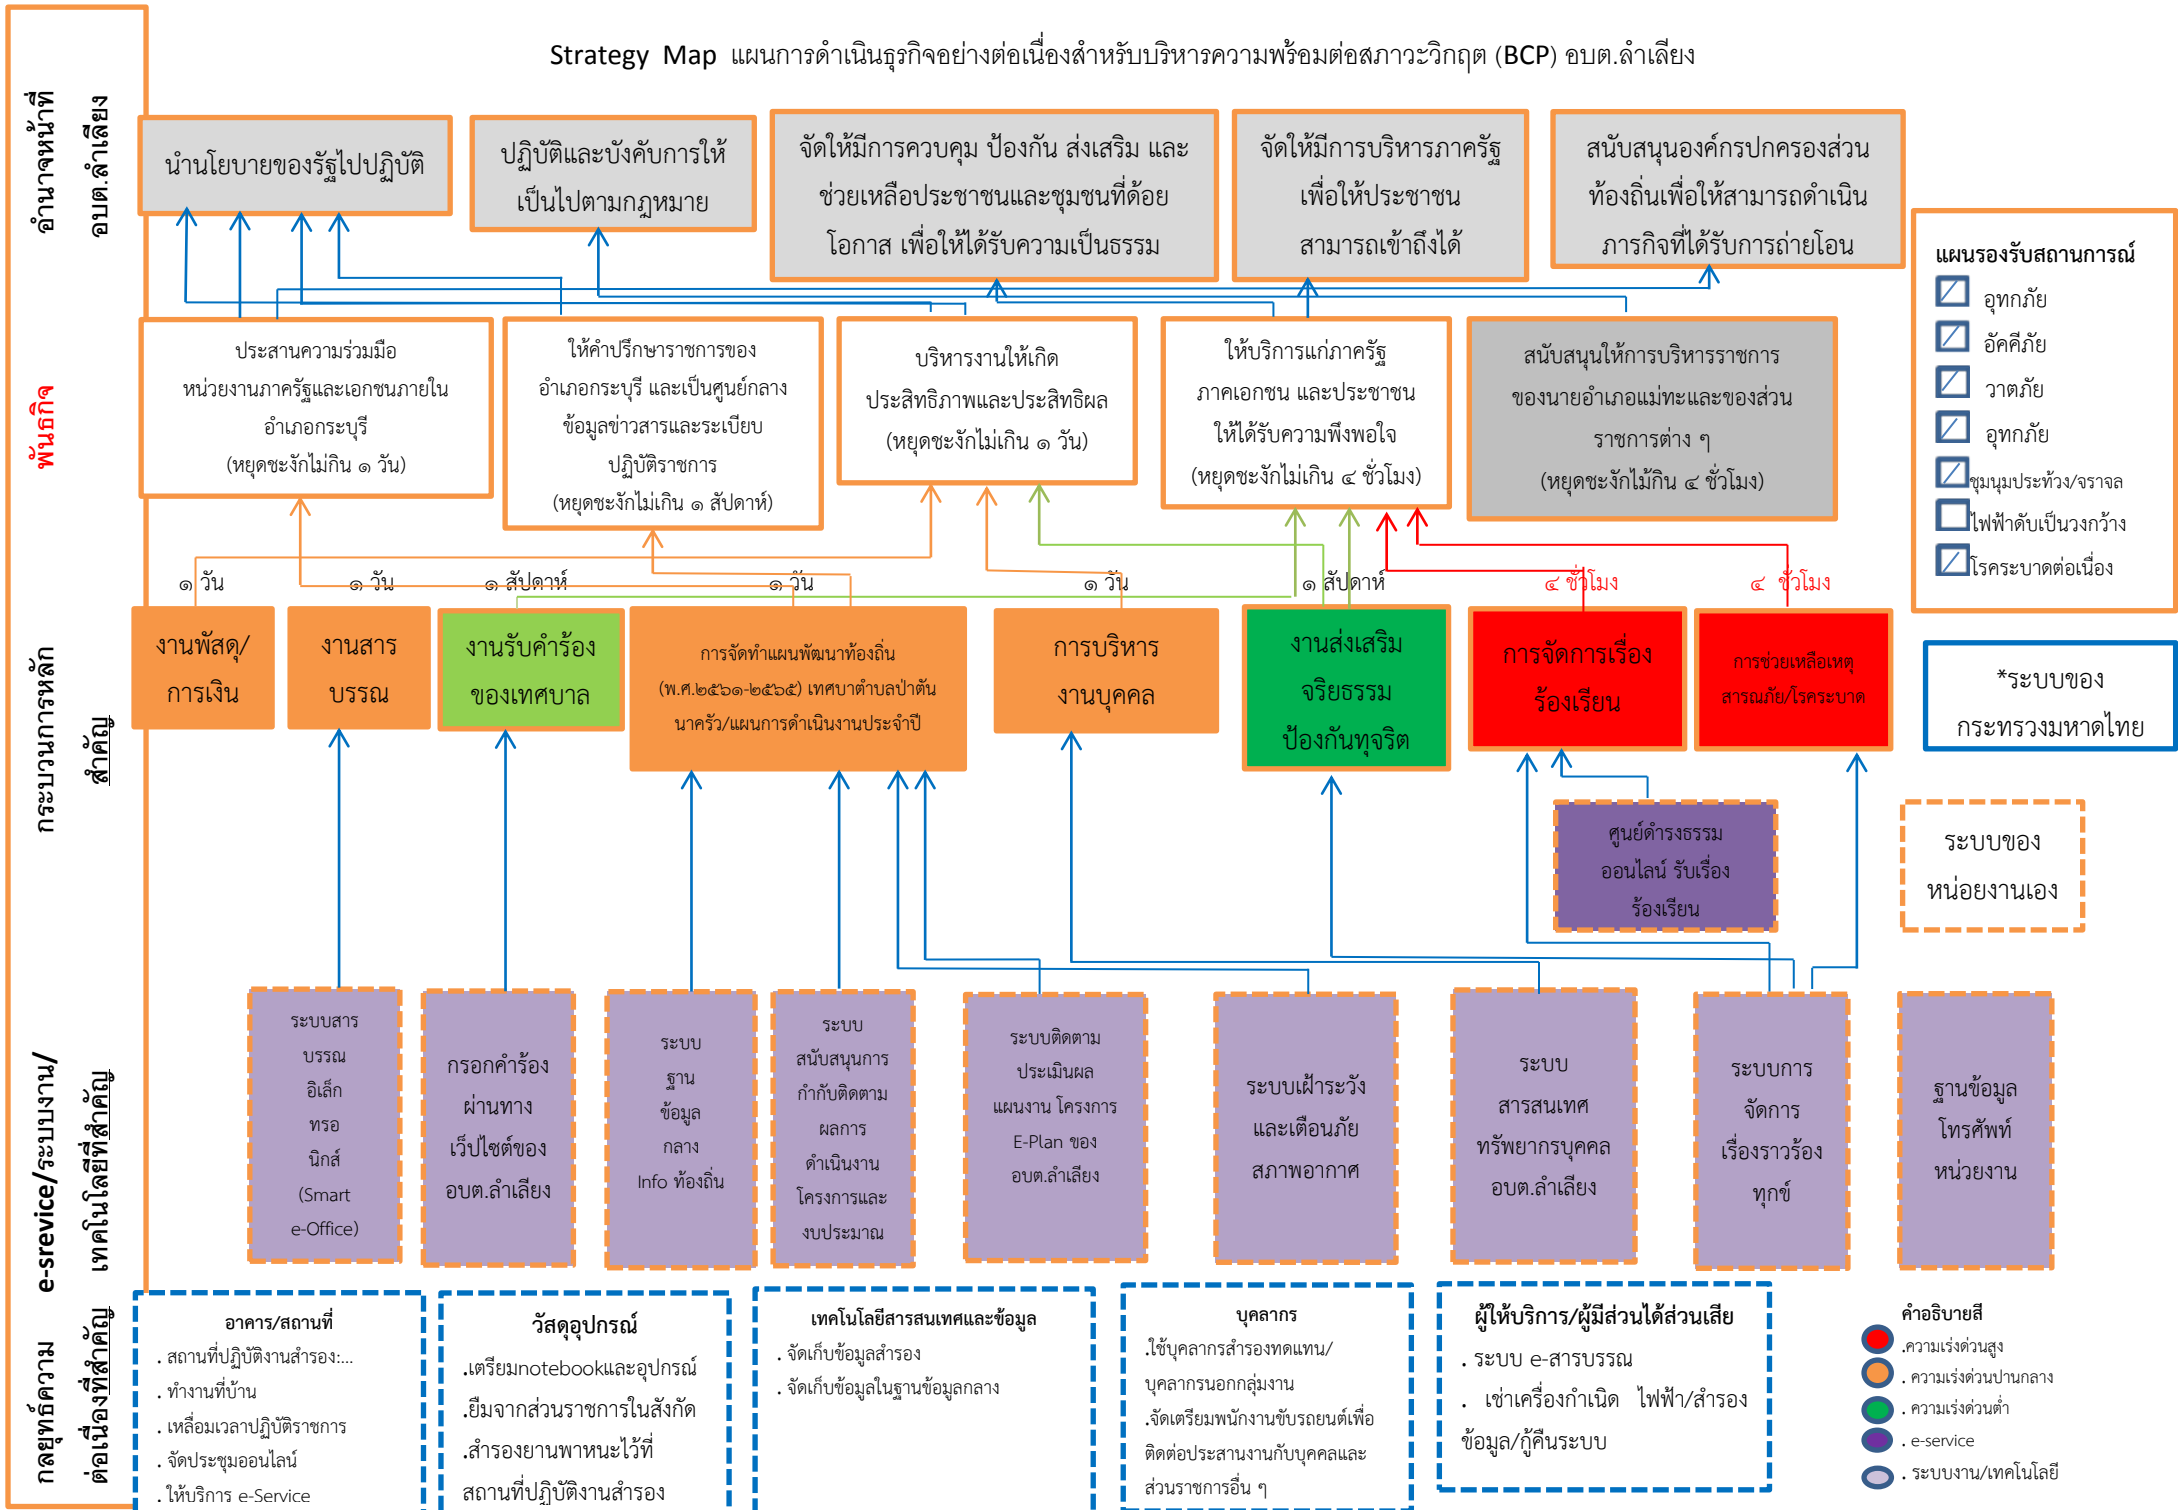 Strategy Map แผนการดำเนินธุรกิจอย่างต่อเนื่องสำหรับบริหารความพร้อมต่อสภาวะวิกฤต (BCP) อบต.ลำเลียง
อำนาจหน้าที่
อบต.ลำเลียง
นำนโยบายของรัฐไปปฏิบัติ
ปฏิบัติและบังคับการให้
เป็นไปตามกฎหมาย
จัดให้มีการควบคุม ป้องกัน ส่งเสริม และ
ช่วยเหลือประชาชนและชุมชนที่ด้อย
โอกาส เพื่อให้ได้รับความเป็นธรรม
จัดให้มีการบริหารภาครัฐ
เพื่อให้ประชาชน
สามารถเข้าถึงได้
สนับสนุนองค์กรปกครองส่วน
ท้องถิ่นเพื่อให้สามารถดำเนิน
ภารกิจที่ได้รับการถ่ายโอน
แผนรองรับสถานการณ์
อุทกภัย
อัคคีภัย
วาตภัย
อุทกภัย
ชุมนุมประท้วง/จราจล
ไฟฟ้าดับเป็นวงกว้าง
โรคระบาดต่อเนื่อง
พันธกิจ
ประสานความร่วมมือ
หน่วยงานภาครัฐและเอกชนภายใน
อำเภอกระบุรี
(หยุดชะงักไม่กิน ๑ วัน)
ให้คำปรึกษาราชการของ
อำเภอกระบุรี และเป็นศูนย์กลาง
ข้อมูลข่าวสารและระเบียบ
ปฏิบัติราชการ
(หยุดชะงักไม่เกิน ๑ สัปดาห์)
บริหารงานให้เกิด
ประสิทธิภาพและประสิทธิผล
(หยุดชะงักไม่เกิน ๑ วัน)
ให้บริการแก่ภาครัฐ
ภาคเอกชน และประชาชน
ให้ได้รับความพึงพอใจ
(หยุดชะงักไม่เกิน ๔ ชั่วโมง)
สนับสนุนให้การบริหารราชการ
ของนายอำเภอแม่ทะและของส่วน
ราชการต่าง ๆ
(หยุดชะงักไม้กิน ๔ ชั่วโมง)
๑ วัน
๑ วัน
๑ สัปดาห์
๑ วัน
๑ วัน
๑ สัปดาห์
๔ ชั่วโมง
๔ ชั่วโมง
กระบวนการหลัก
สำคัญ
งานพัสดุ/
การเงิน
งานสาร
บรรณ
งานรับคำร้อง
ของเทศบาล
การจัดทำแผนพัฒนาท้องถิ่น
(พ.ศ.๒๕๖๑-๒๕๖๕) เทศบาตำบลป่าตัน
นาครัว/แผนการดำเนินงานประจำปี
การบริหาร
งานบุคคล
งานส่งเสริม
จริยธรรม
ป้องกันทุจริต
การจัดการเรื่อง
ร้องเรียน
การช่วยเหลือเหตุ
สารณภัย/โรคระบาด
*ระบบของ
กระทรวงมหาดไทย
ศูนย์ดำรงธรรม
ออนไลน์ รับเรื่อง
ร้องเรียน
ระบบของ
หน่อยงานเอง
e-srevice/ระบบงาน/
เทคโนโลยีที่สำคัญ
ระบบสาร
บรรณ
อิเล็ก
ทรอ
นิกส์
(Smart
e-Office)
กรอกคำร้อง
ผ่านทาง
เว็ปไซต์ของ
อบต.ลำเลียง
ระบบ
ฐาน
ข้อมูล
กลาง
Info ท้องถิ่น
ระบบ
สนับสนุนการ
กำกับติดตาม
ผลการ
ดำเนินงาน
โครงการและ
งบประมาณ
ระบบติดตาม
ประเมินผล
แผนงาน โครงการ
E-Plan ของ
อบต.ลำเลียง
ระบบเฝ้าระวัง
และเตือนภัย
สภาพอากาศ
ระบบ
สารสนเทศ
ทรัพยากรบุคคล
อบต.ลำเลียง
ระบบการ
จัดการ
เรื่องราวร้อง
ทุกข์
ฐานข้อมูล
โทรศัพท์
หน่วยงาน
กลยุทธ์ความ
ต่อเนื่องที่สำคัญ
อาคาร/สถานที่
. สถานที่ปฏิบัติงานสำรอง:...
. ทำงานที่บ้าน
. เหลื่อมเวลาปฏิบัติราชการ
. จัดประชุมออนไลน์
. ให้บริการ e-Service
วัสดุอุปกรณ์
.เตรียมnotebookและอุปกรณ์
.ยืมจากส่วนราชการในสังกัด
.สำรองยานพาหนะไว้ที่
สถานที่ปฏิบัติงานสำรอง
เทคโนโลยีสารสนเทศและข้อมูล
. จัดเก็บข้อมูลสำรอง
. จัดเก็บข้อมูลในฐานข้อมูลกลาง
บุคลากร
.ใช้บุคลากรสำรองทดแทน/
บุคลากรนอกกลุ่มงาน
.จัดเตรียมพนักงานขับรถยนต์เพื่อ
ติดต่อประสานงานกับบุคคลและ
ส่วนราชการอื่น ๆ
ผู้ให้บริการ/ผู้มีส่วนได้ส่วนเสีย
. ระบบ e-สารบรรณ
. เช่าเครื่องกำเนิด ไฟฟ้า/สำรอง
ข้อมูล/กู้คืนระบบ
คำอธิบายสี
.ความเร่งด่วนสูง
. ความเร่งด่วนปานกลาง
. ความเร่งด่วนต่ำ
. e-service
. ระบบงาน/เทคโนโลยี